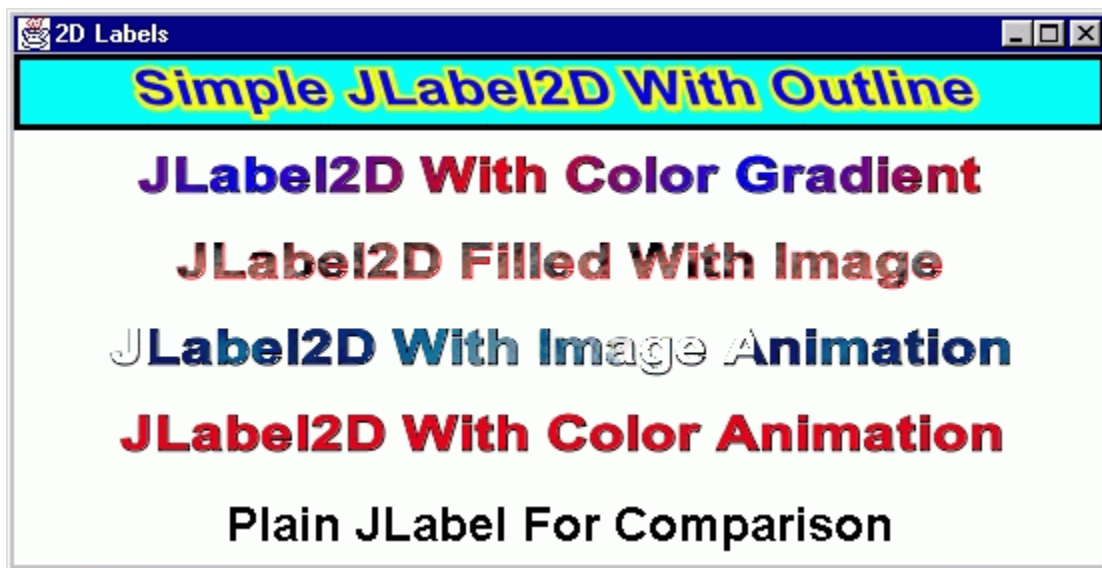 2D Labels
Simple JLabel2D With Outline
JLabel2D With Color Gradient
JLabel2D Filled With Image
JLabel2D With Image Animation
JLabel2D With Color Animation
Plain JLabel For Comparison